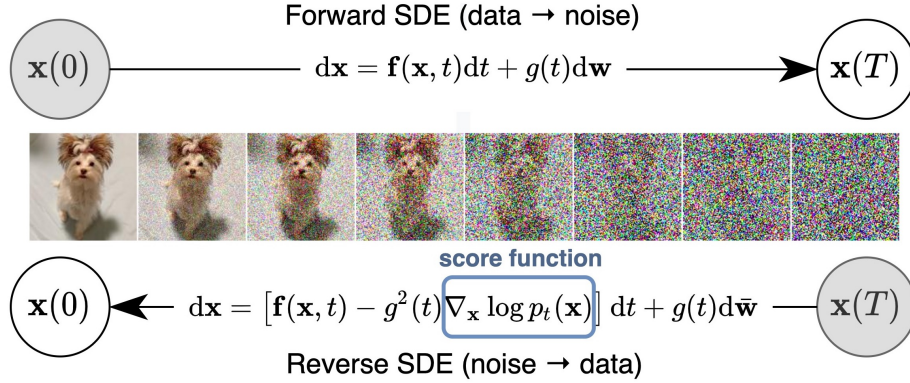 Forward SDE (data → noise)
x(0) dx = f(x, t)dt + g(t)dw x(T)
score function
x(0) dx = [f(x, t) − g²(t)∇ₓ log pₜ(x)] dt + g(t)dw̄ x(T)
Reverse SDE (noise → data)